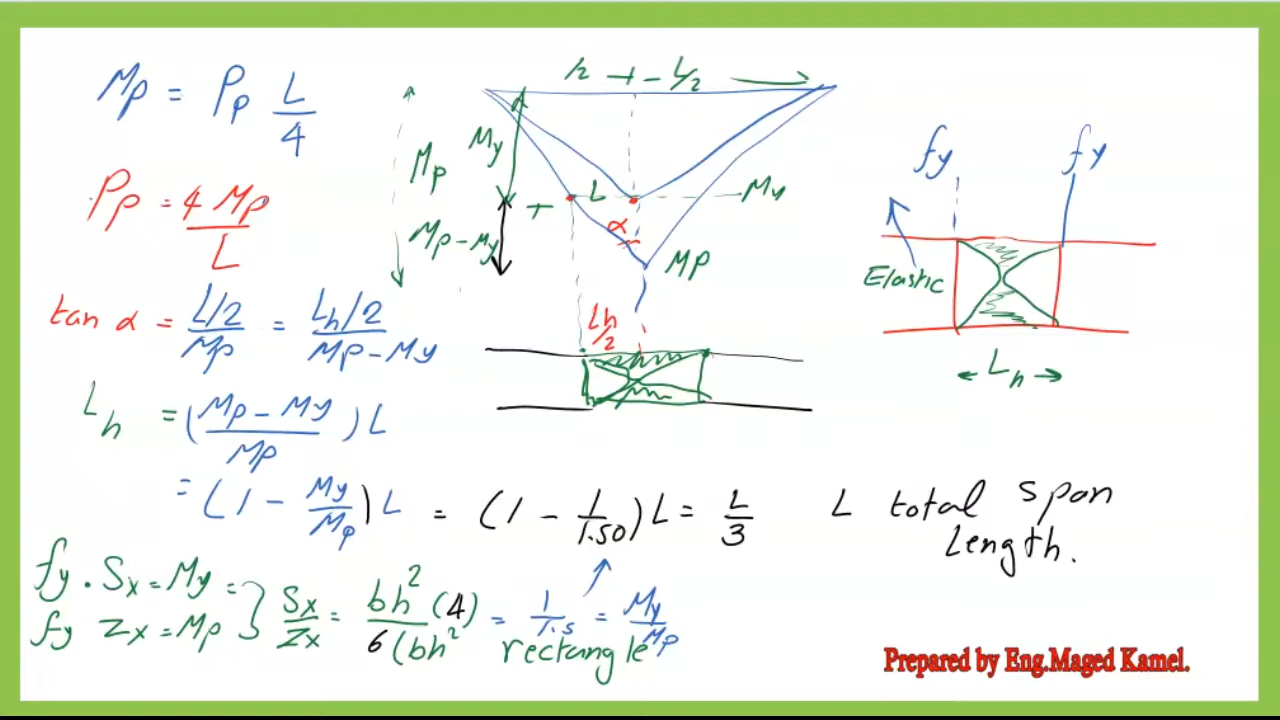 Mp = Pp L/4
Pp = 4 Mp / L
tan α = L/2 / Mp = Lh/2 / Mp - My
Lh = (Mp - My / Mp) L
= (1 - My/Mp) L = (1 - 1/1.50) L = L/3
L total span
Length.
fy . Sx = My =
fy Zx = Mp
Sx/Zx = bh² (4) / 6 (bh² = 1/1.5 = My/Mp
rectangle
L/2
My
Mp
Mp - My
L
α
My
MP
Lh/2
fy
fy
Elastic
Lh
Prepared by Eng.Maged Kamel.